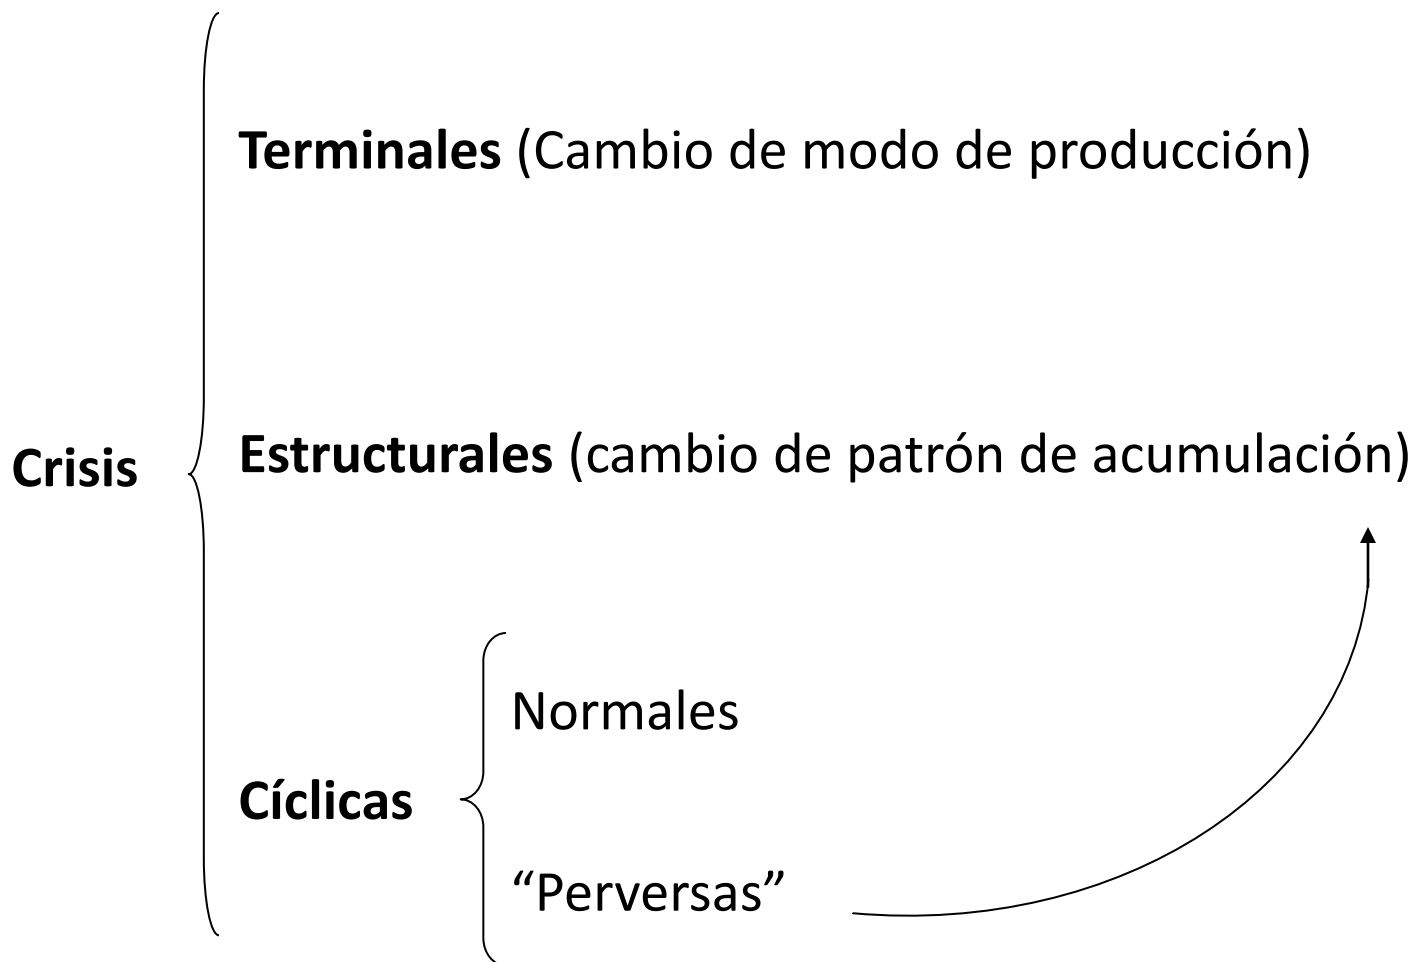 Terminales (Cambio de modo de producción)
Crisis
Estructurales (cambio de patrón de acumulación)
Normales
Cíclicas
“Perversas”